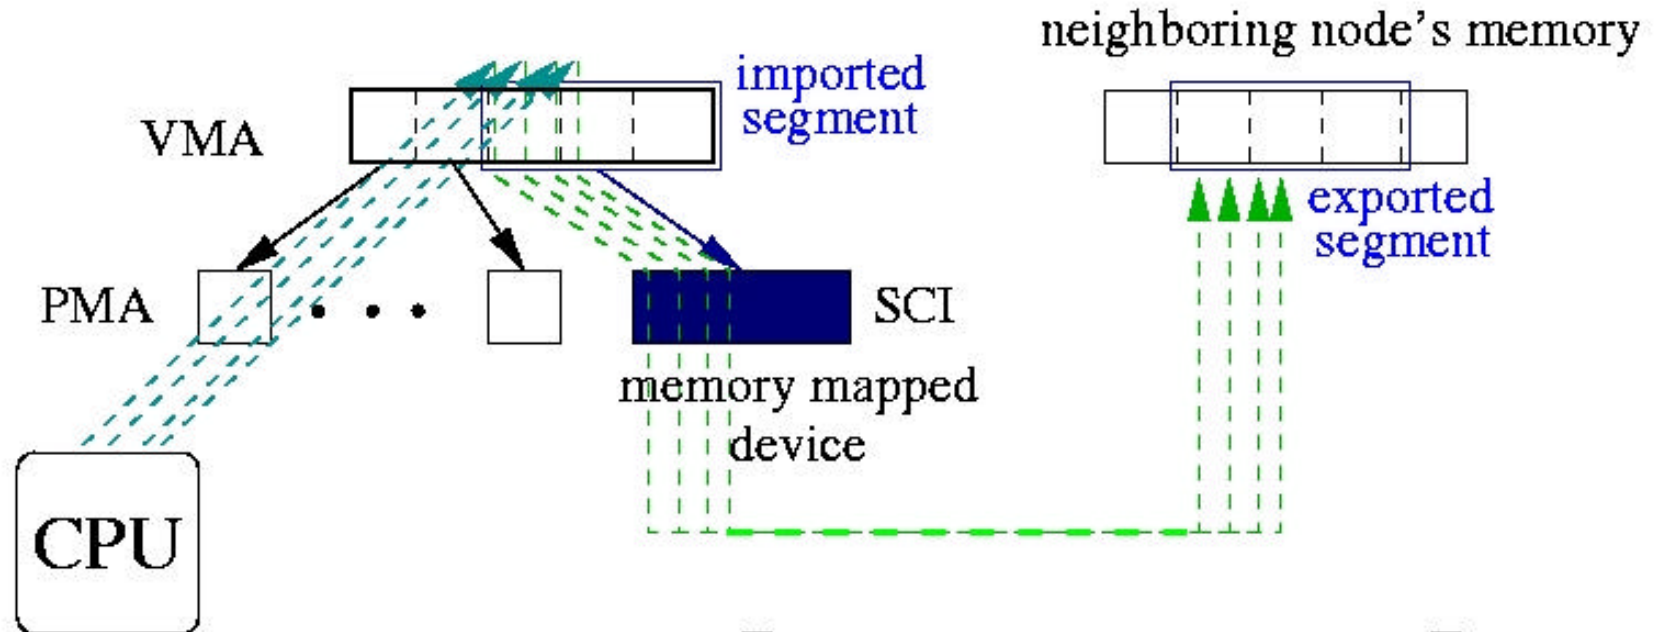 neighboring node's memory
imported
segment
VMA
exported
segment
PMA
SCI
memory mapped
device
CPU